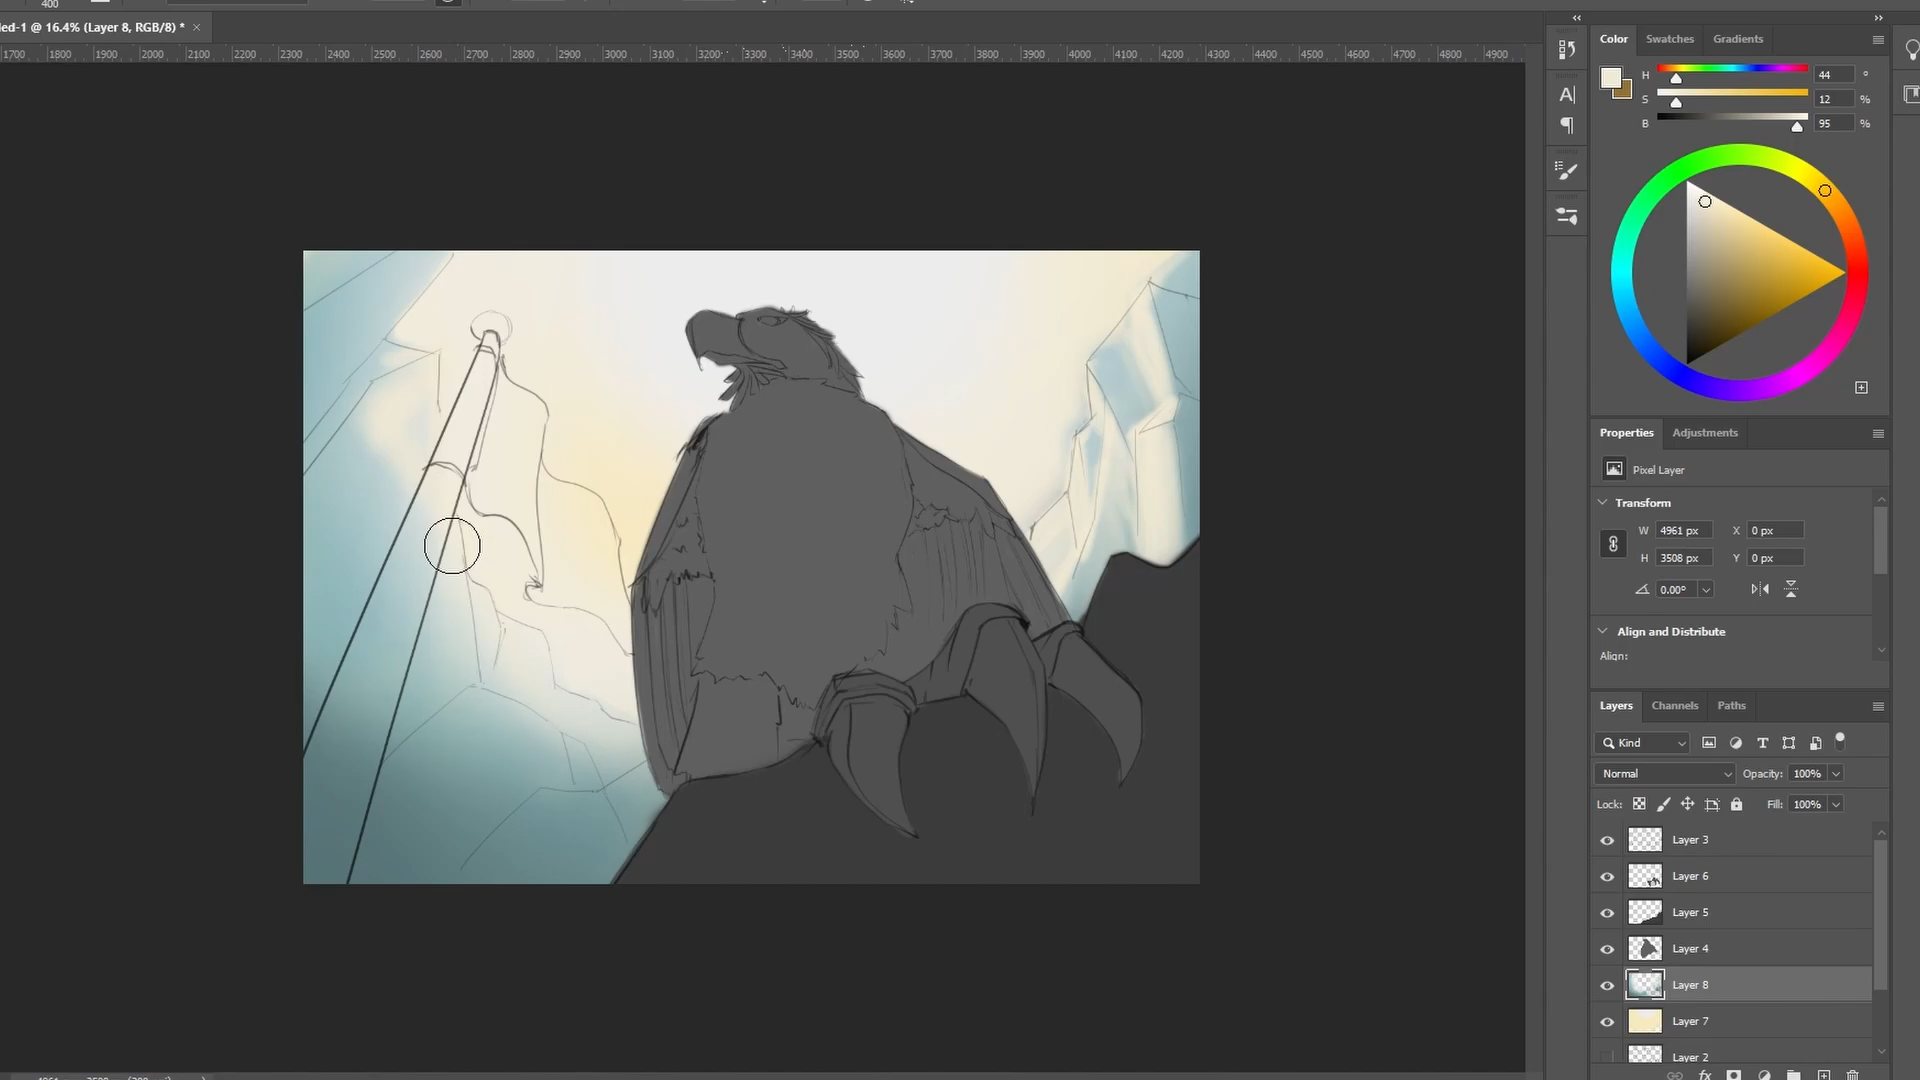 400
ed-1 @ 16.4% (Layer 8, RGB/8) * ×
1700 1800 1900 2000 2100 2200 2300 2400 2500 2600 2700 2800 2900 3000 3100 3200 3300 3400 3500 3600 3700 3800 3900 4000 4100 4200 4300 4400 4500 4600 4700 4800 4900
Color Swatches Gradients
H 44 °
S 12 %
B 95 %
Properties Adjustments
Pixel Layer
Transform
W 4961 px X 0 px
H 3508 px Y 0 px
0.00°
Align and Distribute
Align:
Layers Channels Paths
Kind
Normal Opacity: 100%
Lock: Fill: 100%
Layer 3
Layer 6
Layer 5
Layer 4
Layer 8
Layer 7
Layer 2
fx